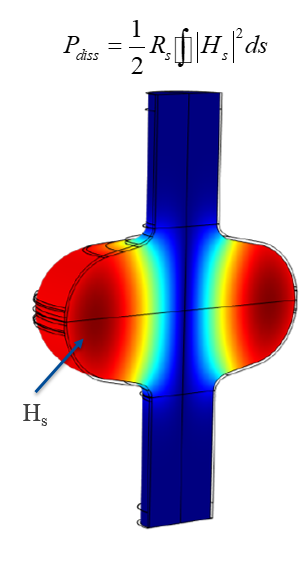 P_diss = 1/2 R_s ∯|H_s|² ds
H_s